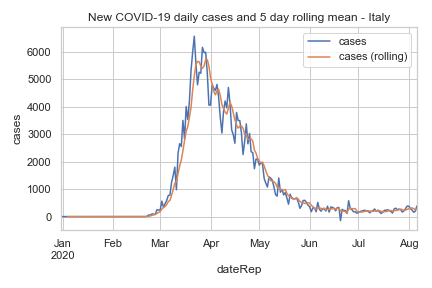 New COVID-19 daily cases and 5 day rolling mean - Italy
cases
cases (rolling)
6000
5000
4000
3000
2000
1000
0
cases
Jan
2020
Feb
Mar
Apr
May
Jun
Jul
Aug
dateRep